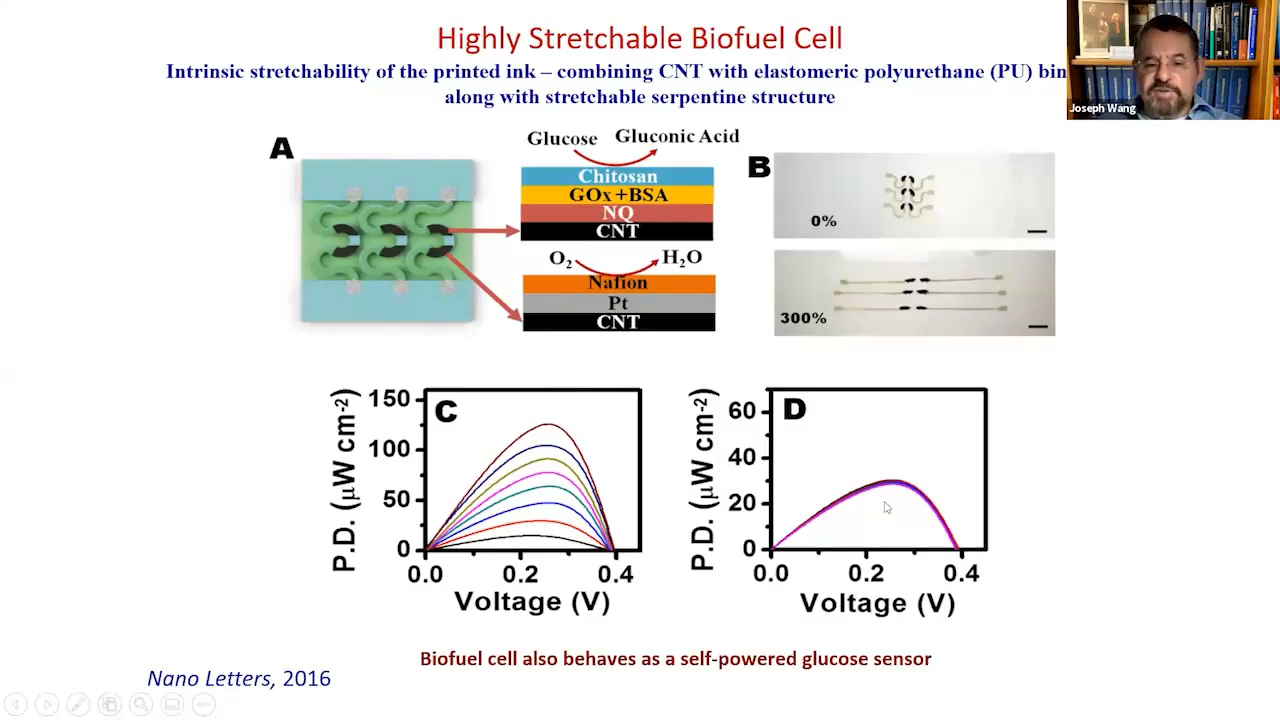 Highly Stretchable Biofuel Cell
Intrinsic stretchability of the printed ink – combining CNT with elastomeric polyurethane (PU) bin
along with stretchable serpentine structure
Joseph Wang
A
Glucose Gluconic Acid
Chitosan
GOx+BSA
NQ
CNT
O2 H2O
Nafion
Pt
CNT
B
0%
300%
C
P.D. (μW cm-2)
150
100
50
0
0.0 0.2 0.4
Voltage (V)
D
P.D. (μW cm-2)
60
40
20
0
0.0 0.2 0.4
Voltage (V)
Biofuel cell also behaves as a self-powered glucose sensor
Nano Letters, 2016